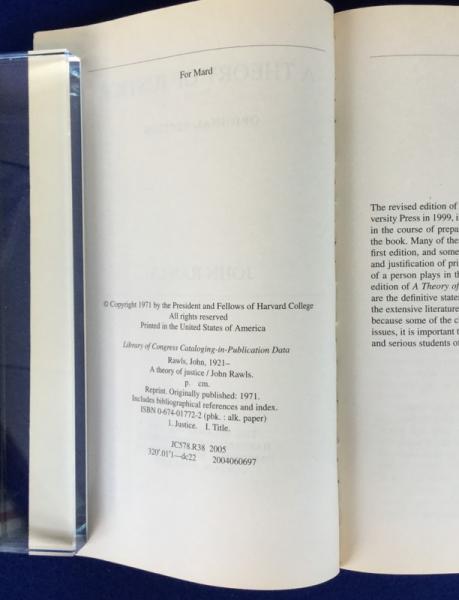 For Mard
© Copyright 1971 by the President and Fellows of Harvard College
All rights reserved
Printed in the United States of America
Library of Congress Cataloging-in-Publication Data
Rawls, John, 1921–
A theory of justice / John Rawls.
p. cm.
Reprint. Originally published: 1971.
Includes bibliographical references and index.
ISBN 0-674-01772-2 (pbk. : alk. paper)
1. Justice. I. Title.
JC578.R38 2005
320'.01'1—dc22 2004060697
The revised edition of
versity Press in 1999, i
in the course of prepa
the book. Many of the
first edition, and some
and justification of pri
of a person plays in th
edition of A Theory of
are the definitive state
the extensive literature
because some of the c
issues, it is important t
and serious students of